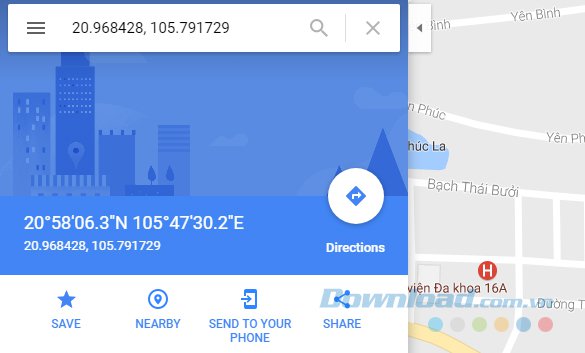 20.968428, 105.791729
20°58'06.3"N 105°47'30.2"E
20.968428, 105.791729
Directions
SAVE
NEARBY
SEND TO YOUR
PHONE
SHARE
Yên Bình
Phúc
Yên Ph
húc La
Bạch Thái Bưởi
H
viện Đa khoa 16A
Đường T
Download.com.vn